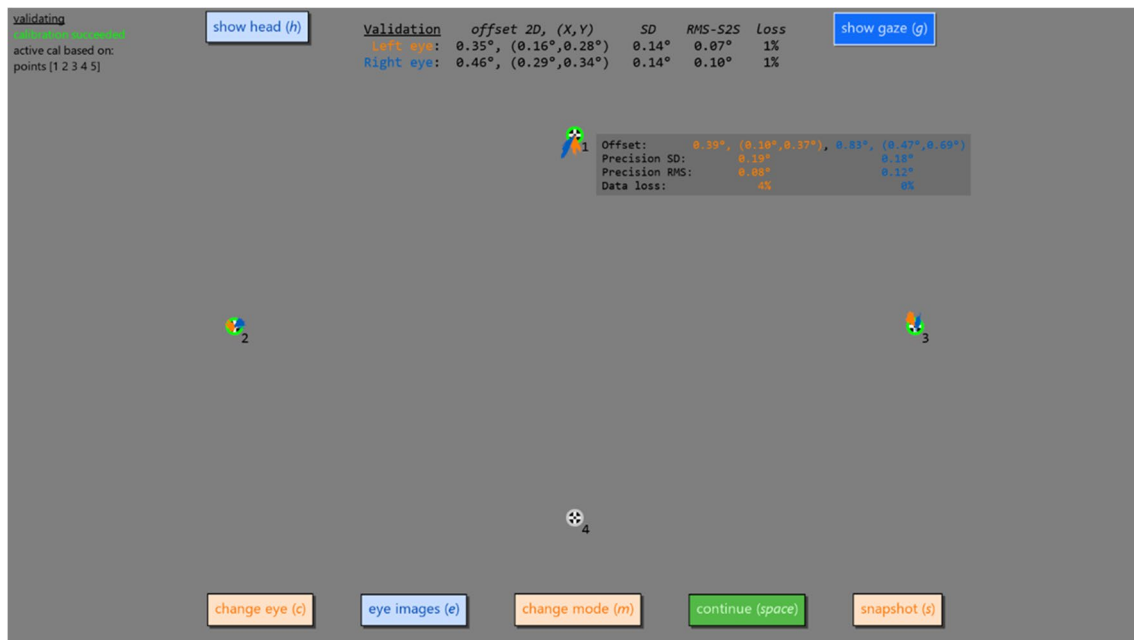 validating
calibration succeeded
active cal based on:
points [1 2 3 4 5]
show head (h)
Validation offset 2D, (X,Y) SD RMS-S2S loss
Left eye: 0.35°, (0.16°,0.28°) 0.14° 0.07° 1%
Right eye: 0.46°, (0.29°,0.34°) 0.14° 0.10° 1%
show gaze (g)
1
Offset: 0.39°, (0.10°,0.37°), 0.83°, (0.47°,0.69°)
Precision SD: 0.19° 0.18°
Precision RMS: 0.08° 0.12°
Data loss: 4% 0%
2
3
4
change eye (c)
eye images (e)
change mode (m)
continue (space)
snapshot (s)